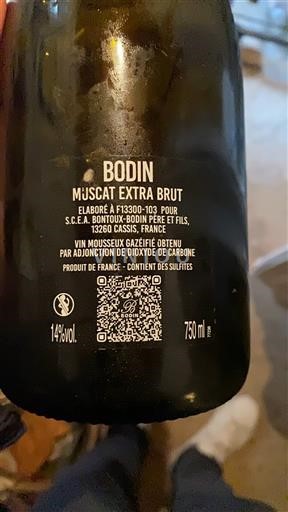 BODIN
MUSCAT EXTRA BRUT
ELABORÉ À F13300-103 POUR
S.C.E.A. BONTOUX-BODIN PÈRE ET FILS,
13260 CASSIS, FRANCE
VIN MOUSSEUX GAZÉIFIÉ OBTENU
PAR ADJONCTION DE DIOXYDE DE CARBONE
PRODUIT DE FRANCE - CONTIENT DES SULFITES
BODIN
14%vol.
750 ml